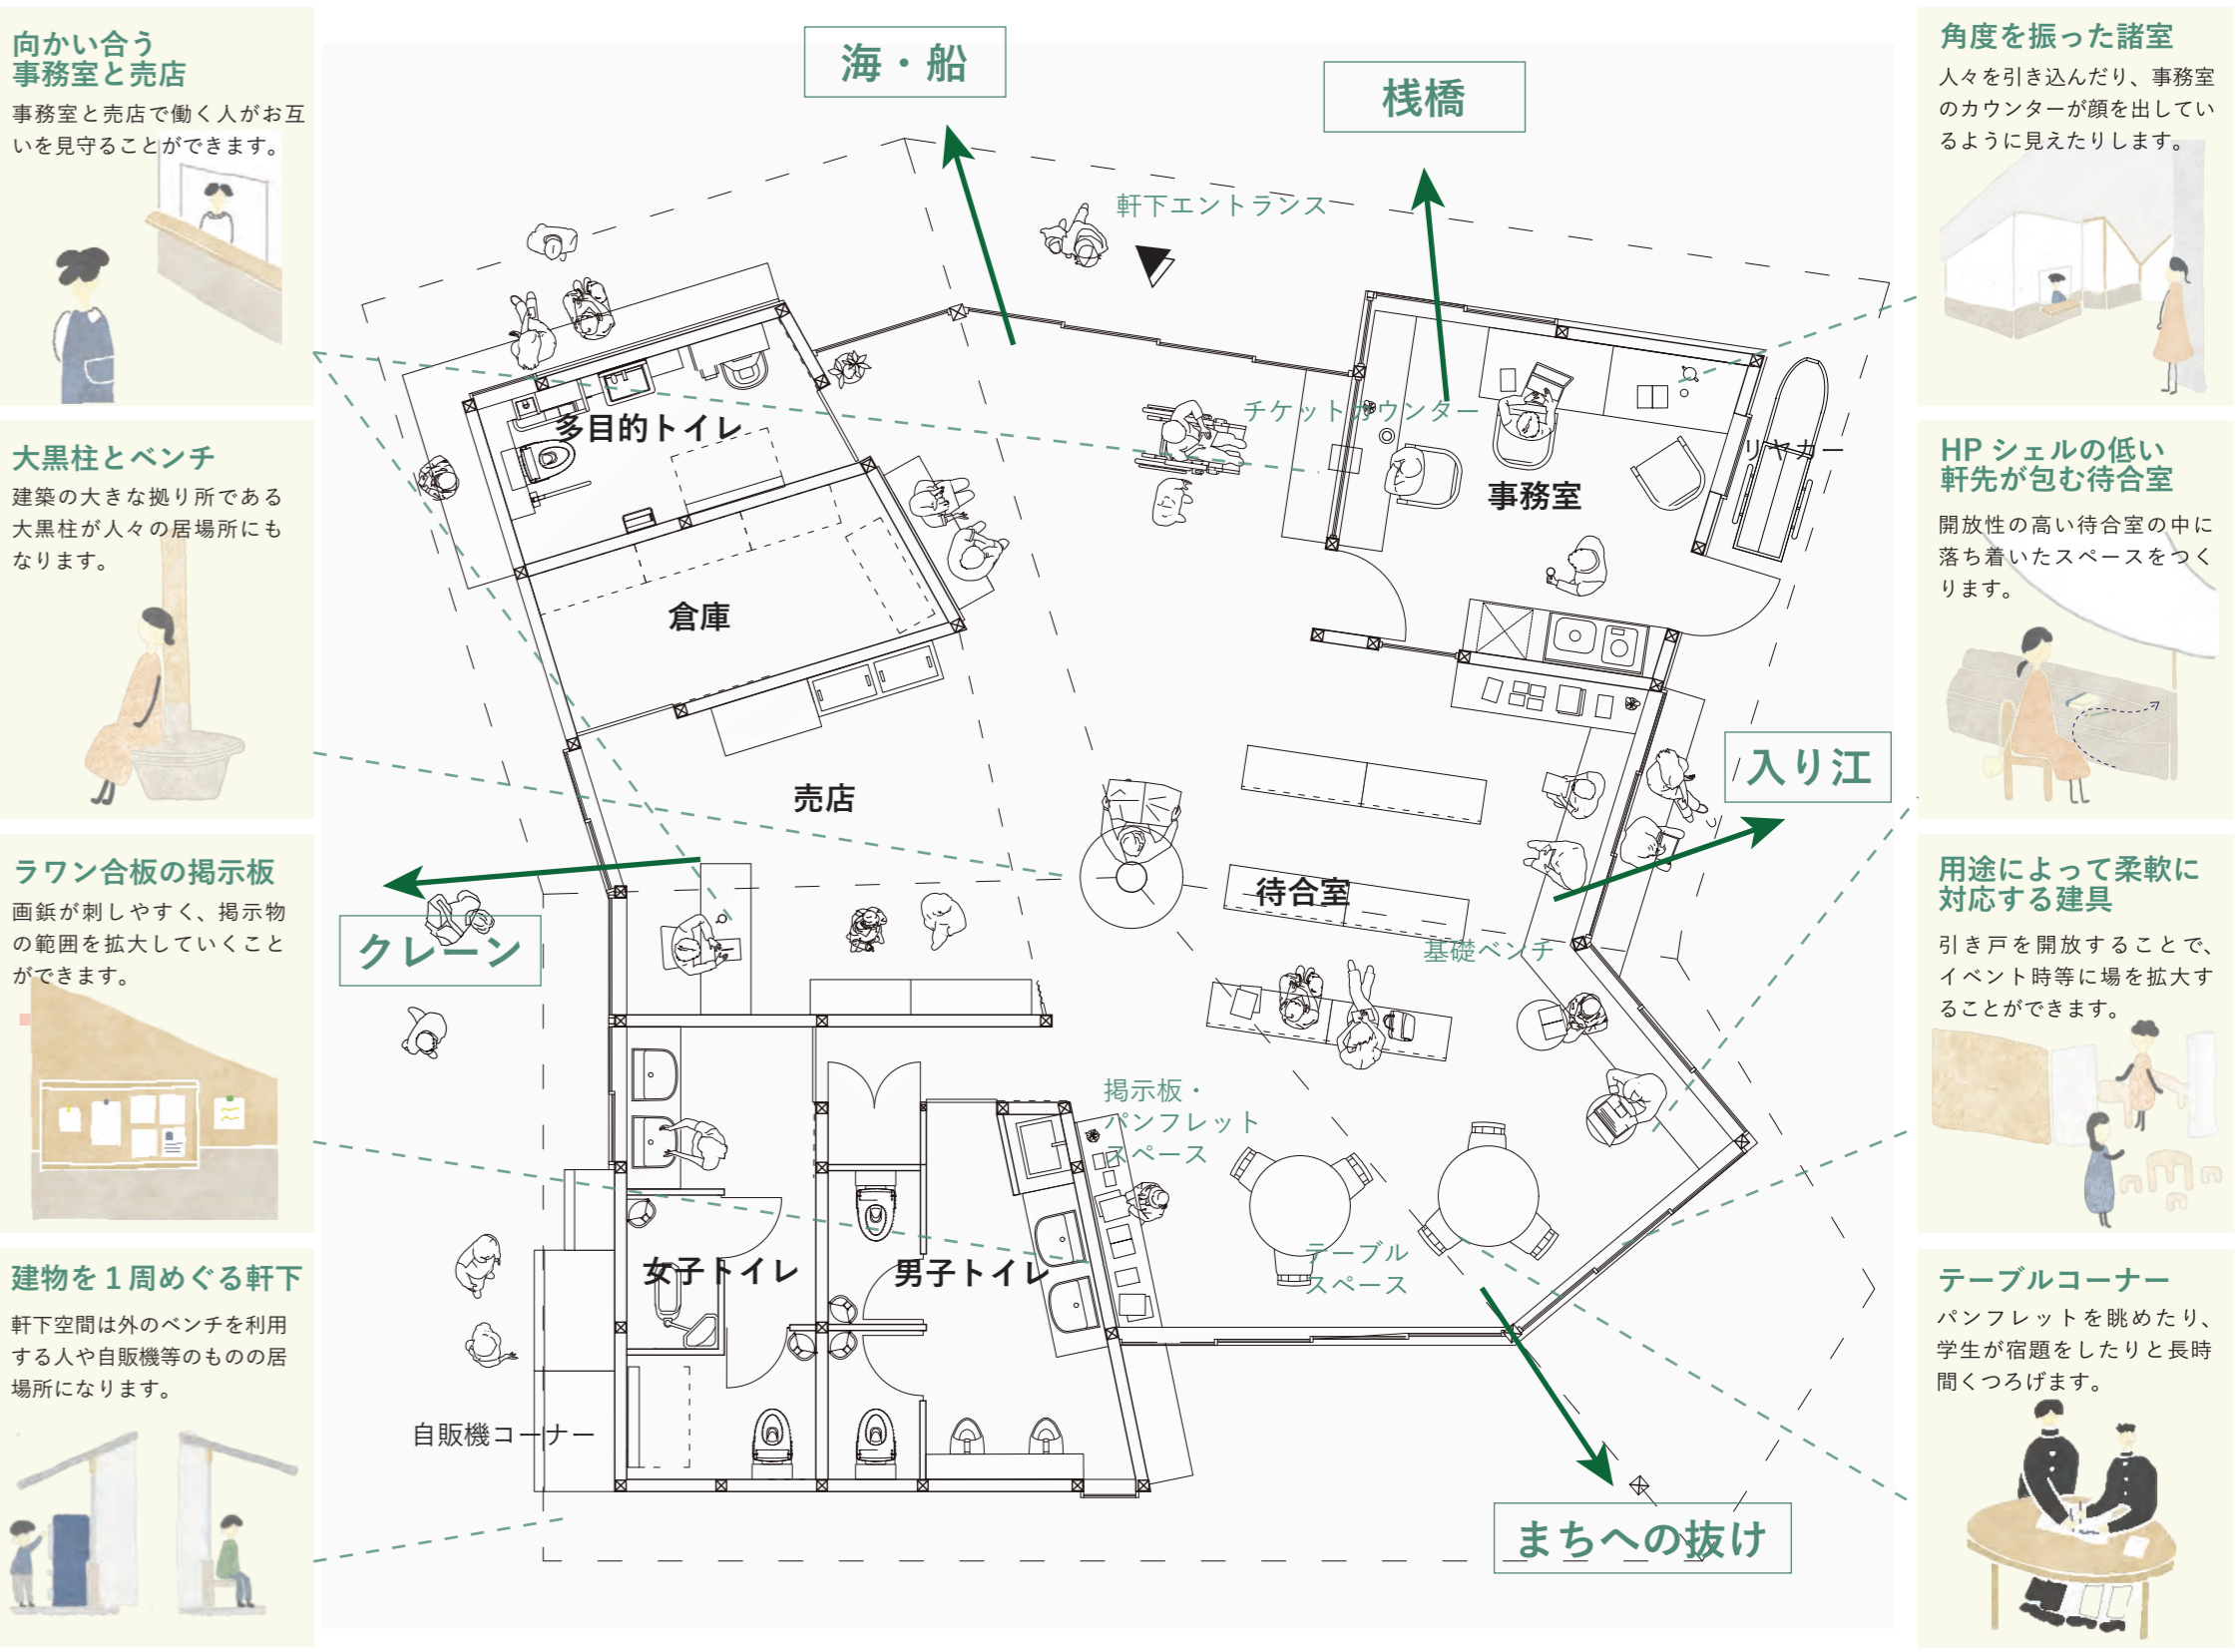 向かい合う
事務室と売店
事務室と売店で働く人がお互
いを見守ることができます。
大黒柱とベンチ
建築の大きな拠り所である
大黒柱が人々の居場所にも
なります。
ラワン合板の掲示板
画鋲が刺しやすく、掲示物
の範囲を拡大していくこと
ができます。
建物を１周めぐる軒下
軒下空間は外のベンチを利用
する人や自販機等のものの居
場所になります。
海・船
桟橋
軒下エントランス
チケットカウンター
多目的トイレ
リヤカー
事務室
倉庫
入り江
売店
待合室
クレーン
基礎ベンチ
掲示板・
パンフレット
スペース
テーブル
スペース
女子トイレ
男子トイレ
自販機コーナー
まちへの抜け
角度を振った諸室
人々を引き込んだり、事務室
のカウンターが顔を出してい
るように見えたりします。
HP シェルの低い
軒先が包む待合室
開放性の高い待合室の中に
落ち着いたスペースをつく
ります。
用途によって柔軟に
対応する建具
引き戸を開放することで、
イベント時等に場を拡大す
ることができます。
テーブルコーナー
パンフレットを眺めたり、
学生が宿題をしたりと長時
間くつろげます。